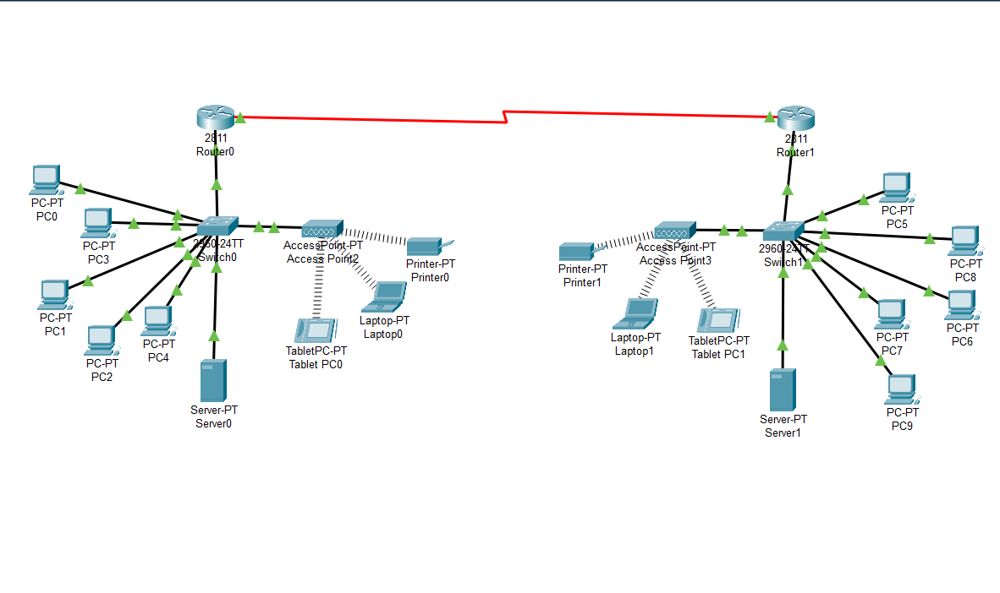 2811
Router0
2811
Router1
PC-PT
PC0
PC-PT
PC3
PC-PT
PC1
PC-PT
PC2
PC-PT
PC4
2960-24TT
Switch0
Server-PT
Server0
AccessPoint-PT
Access Point2
Printer-PT
Printer0
Laptop-PT
Laptop0
TabletPC-PT
Tablet PC0
Printer-PT
Printer1
AccessPoint-PT
Access Point3
Laptop-PT
Laptop1
TabletPC-PT
Tablet PC1
2960-24TT
Switch1
Server-PT
Server1
PC-PT
PC5
PC-PT
PC8
PC-PT
PC6
PC-PT
PC7
PC-PT
PC9